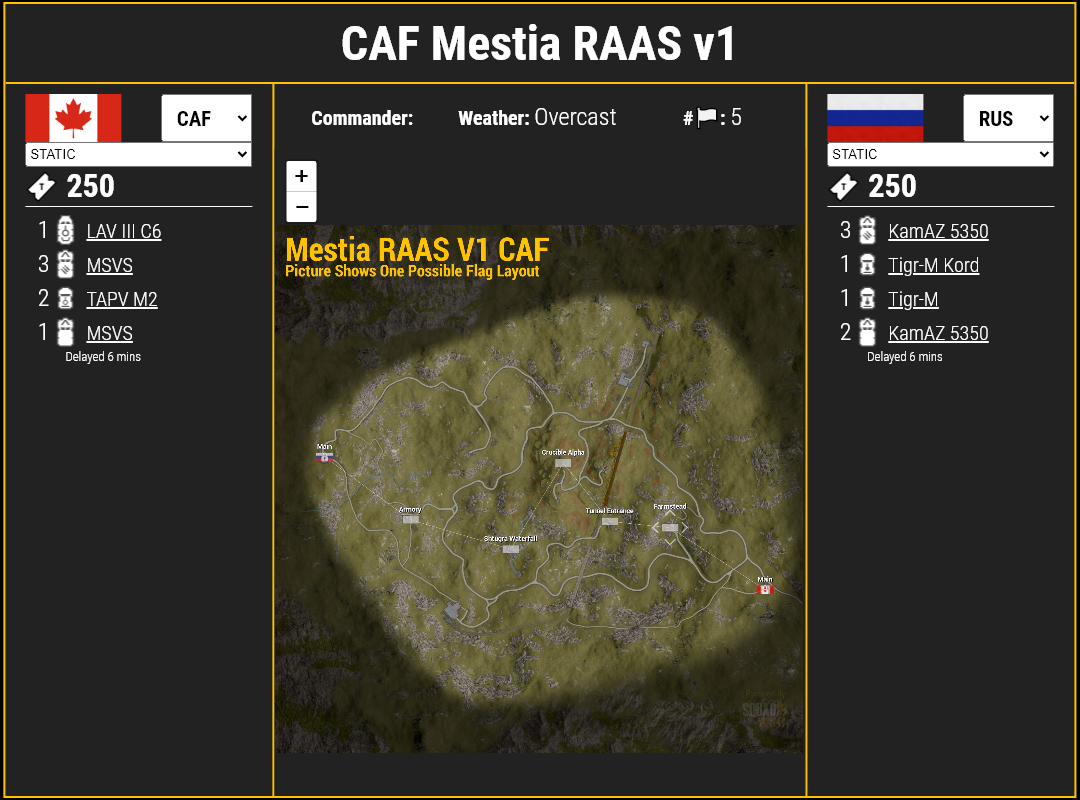 CAF Mestia RAAS v1
CAF
STATIC
250
1 LAV III C6
3 MSVS
2 TAPV M2
1 MSVS
Delayed 6 mins
Commander: Weather: Overcast # : 5
+
−
Mestia RAAS V1 CAF
Picture Shows One Possible Flag Layout
Main
Crucible Alpha
Armory
Tunnel Entrance
Farmstead
Shtugra Waterfall
Main
RUS
STATIC
250
3 KamAZ 5350
1 Tigr-M Kord
1 Tigr-M
2 KamAZ 5350
Delayed 6 mins